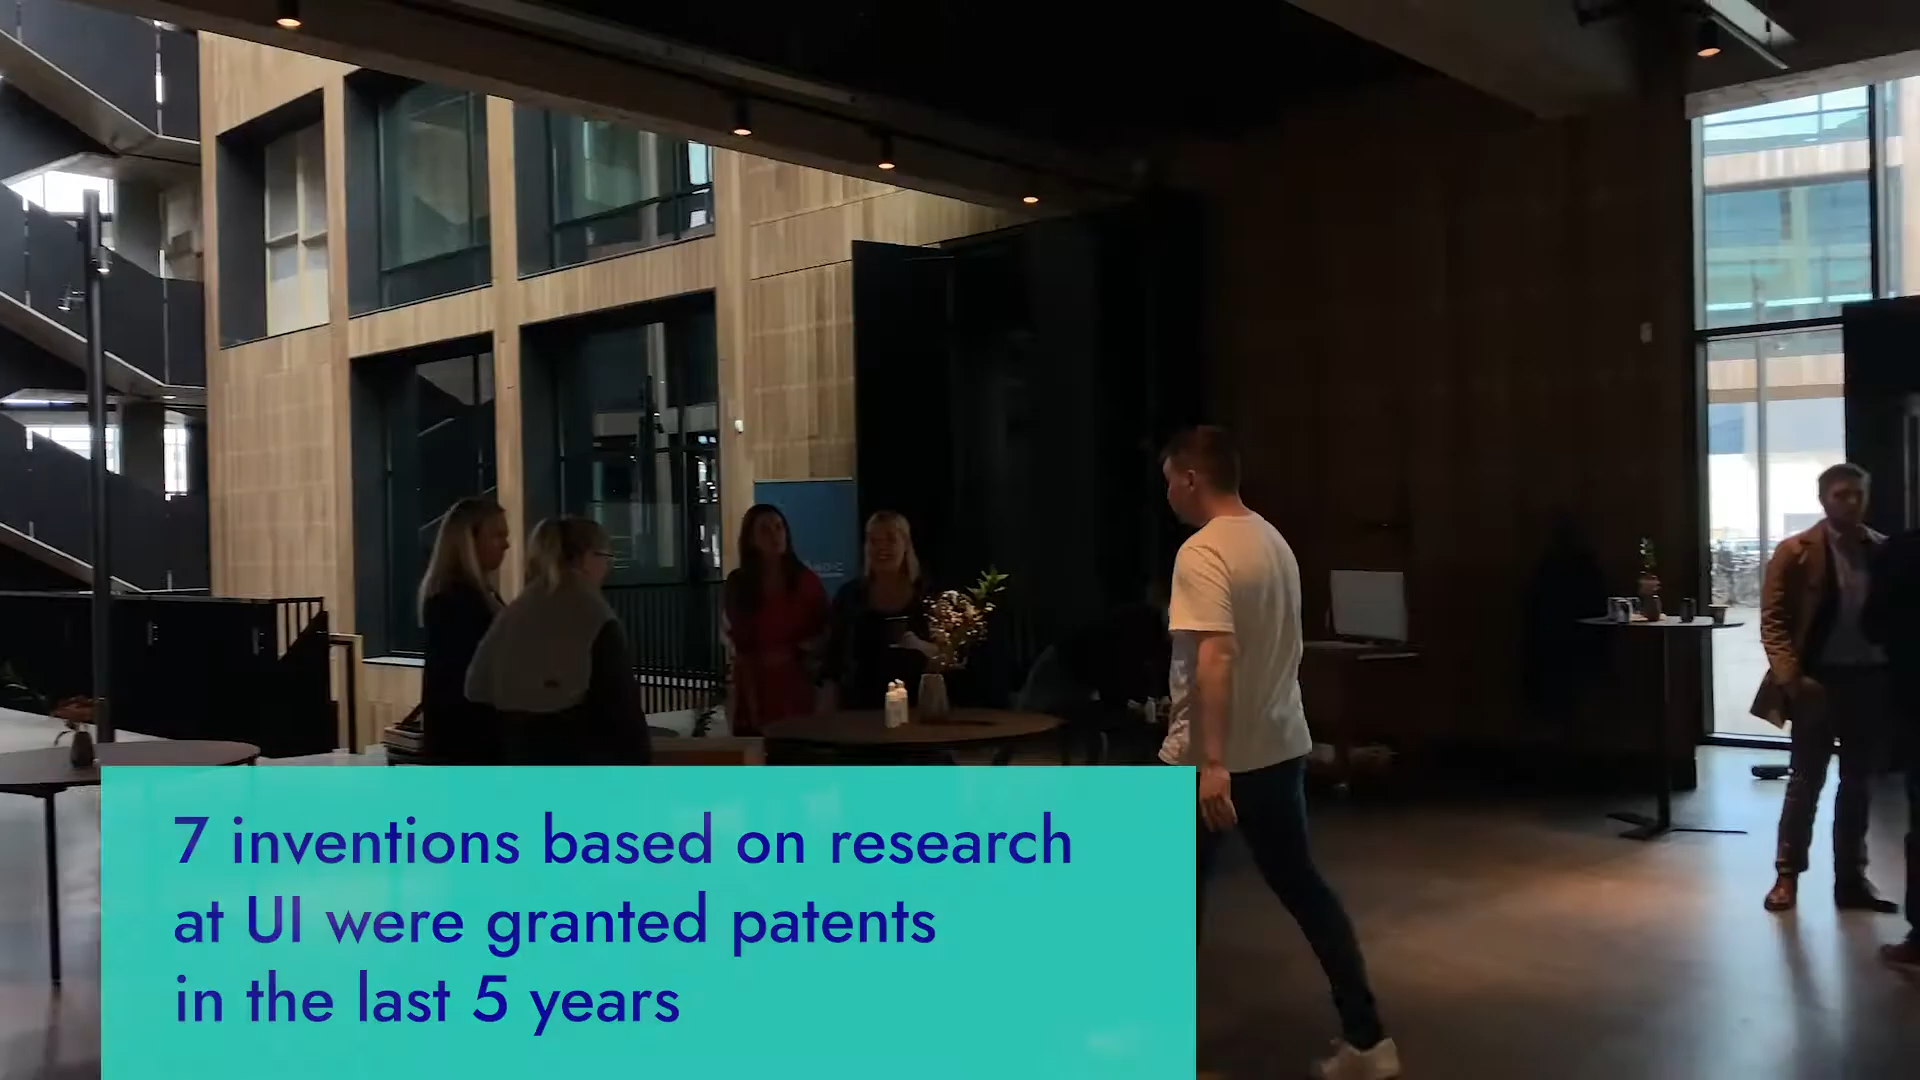 7 inventions based on research
at UI were granted patents
in the last 5 years